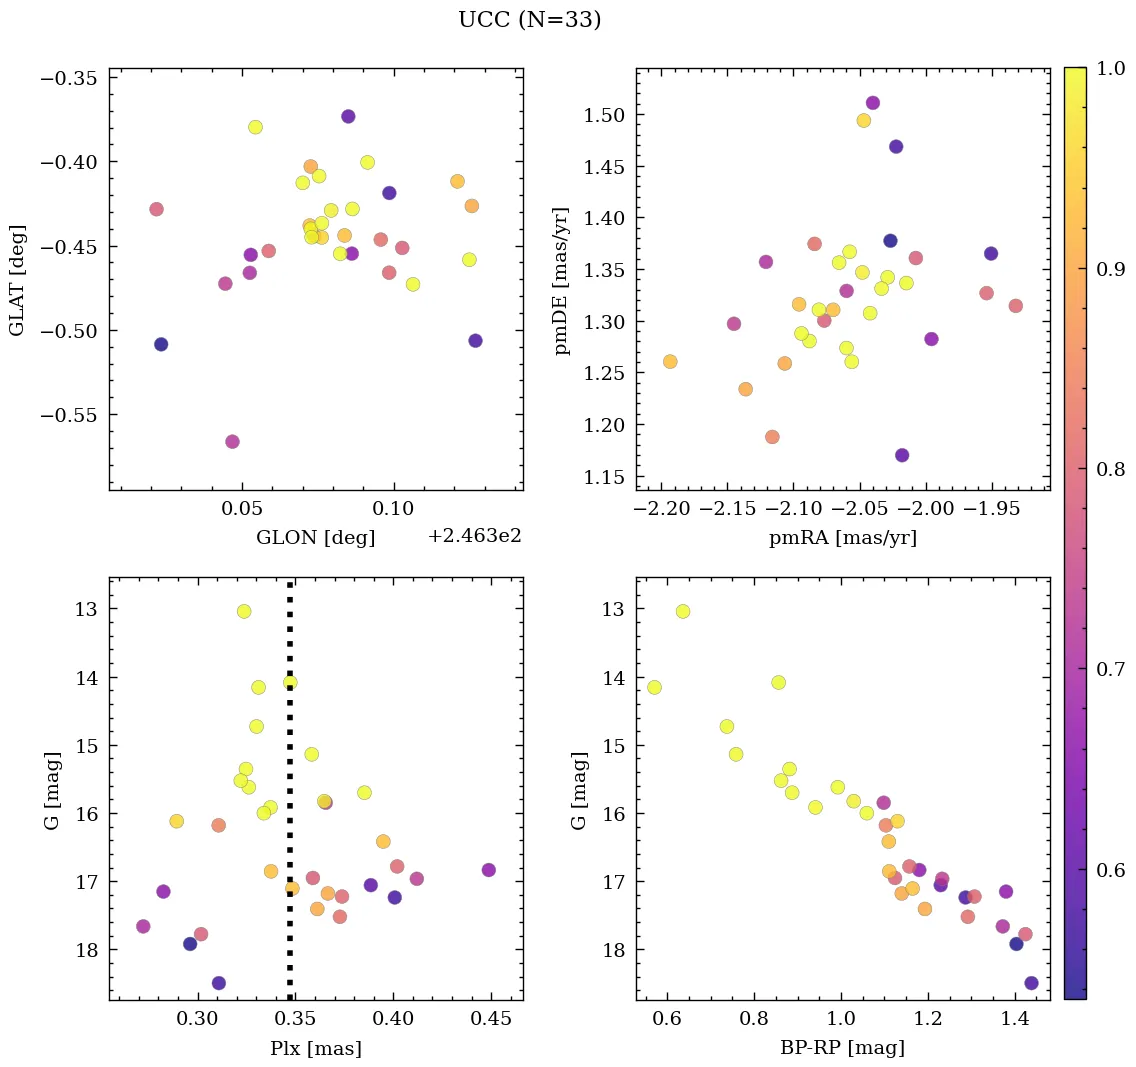 UCC (N=33)
−0.35
−0.40
−0.45
−0.50
−0.55
GLAT [deg]
0.05 0.10
GLON [deg]
+2.463e2
1.50
1.45
1.40
1.35
1.30
1.25
1.20
1.15
pmDE [mas/yr]
−2.20 −2.15 −2.10 −2.05 −2.00 −1.95
pmRA [mas/yr]
13
14
15
16
17
18
G [mag]
0.30 0.35 0.40 0.45
Plx [mas]
13
14
15
16
17
18
G [mag]
0.6 0.8 1.0 1.2 1.4
BP-RP [mag]
1.0
0.9
0.8
0.7
0.6